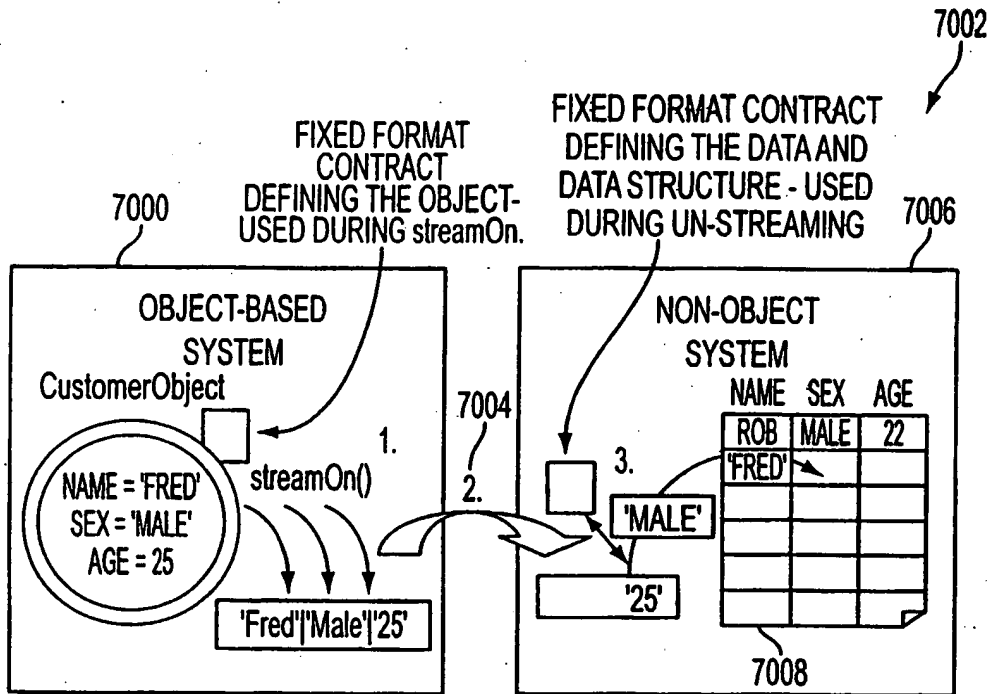 7002
FIXED FORMAT
CONTRACT
DEFINING THE OBJECT-
USED DURING streamOn.
FIXED FORMAT CONTRACT
DEFINING THE DATA AND
DATA STRUCTURE - USED
DURING UN-STREAMING
7000
7006
OBJECT-BASED
SYSTEM
CustomerObject
NAME = 'FRED'
SEX = 'MALE'
AGE = 25
streamOn()
1.
'Fred'|'Male'|'25'
7004
2.
NON-OBJECT
SYSTEM
3.
'MALE'
'25'
NAME SEX AGE
ROB MALE 22
'FRED'
7008